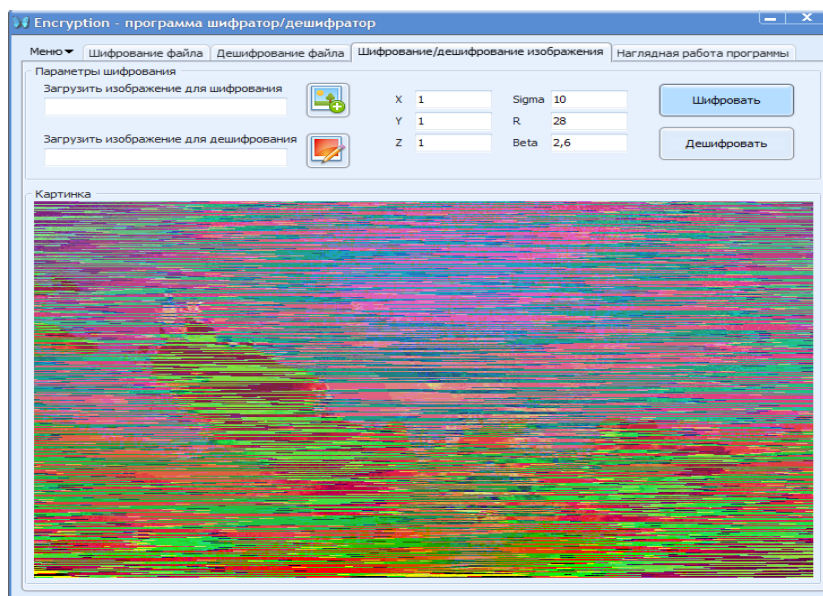 Encryption - программа шифратор/дешифратор
Меню Шифрование файла Дешифрование файла Шифрование/дешифрование изображения Наглядная работа программы
Параметры шифрования
Загрузить изображение для шифрования
X 1 Sigma 10 Шифровать
Y 1 R 28
Загрузить изображение для дешифрования
Z 1 Beta 2,6 Дешифровать
Картинка